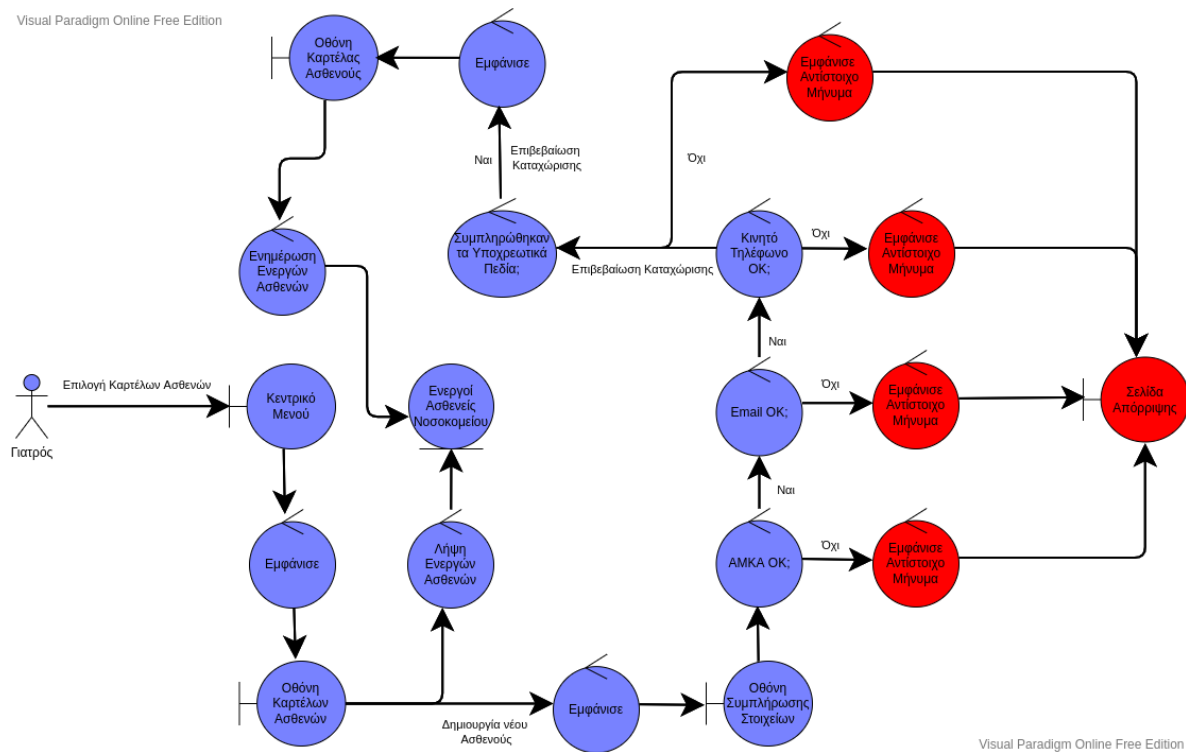 Visual Paradigm Online Free Edition
Οθόνη
Καρτέλας
Ασθενούς
Εμφάνισε
Εμφάνισε
Αντίστοιχο
Μήνυμα
Ναι
Επιβεβαίωση
Καταχώρισης
Όχι
Ενημέρωση
Ενεργών
Ασθενών
Συμπληρώθηκαν
τα Υποχρεωτικά
Πεδία;
Επιβεβαίωση Καταχώρισης
Κινητό
Τηλέφωνο
ΟΚ;
Όχι
Εμφάνισε
Αντίστοιχο
Μήνυμα
Ναι
Γιατρός
Επιλογή Καρτέλων Ασθενών
Κεντρικό
Μενού
Ενεργοί
Ασθενείς
Νοσοκομείου
Email OK;
Όχι
Εμφάνισε
Αντίστοιχο
Μήνυμα
Σελίδα
Απόρριψης
Ναι
Εμφάνισε
Λήψη
Ενεργών
Ασθενών
ΑΜΚΑ ΟΚ;
Όχι
Εμφάνισε
Αντίστοιχο
Μήνυμα
Οθόνη
Καρτέλων
Ασθενών
Δημιουργία νέου
Ασθενούς
Εμφάνισε
Οθόνη
Συμπλήρωσης
Στοιχείων
Visual Paradigm Online Free Edition